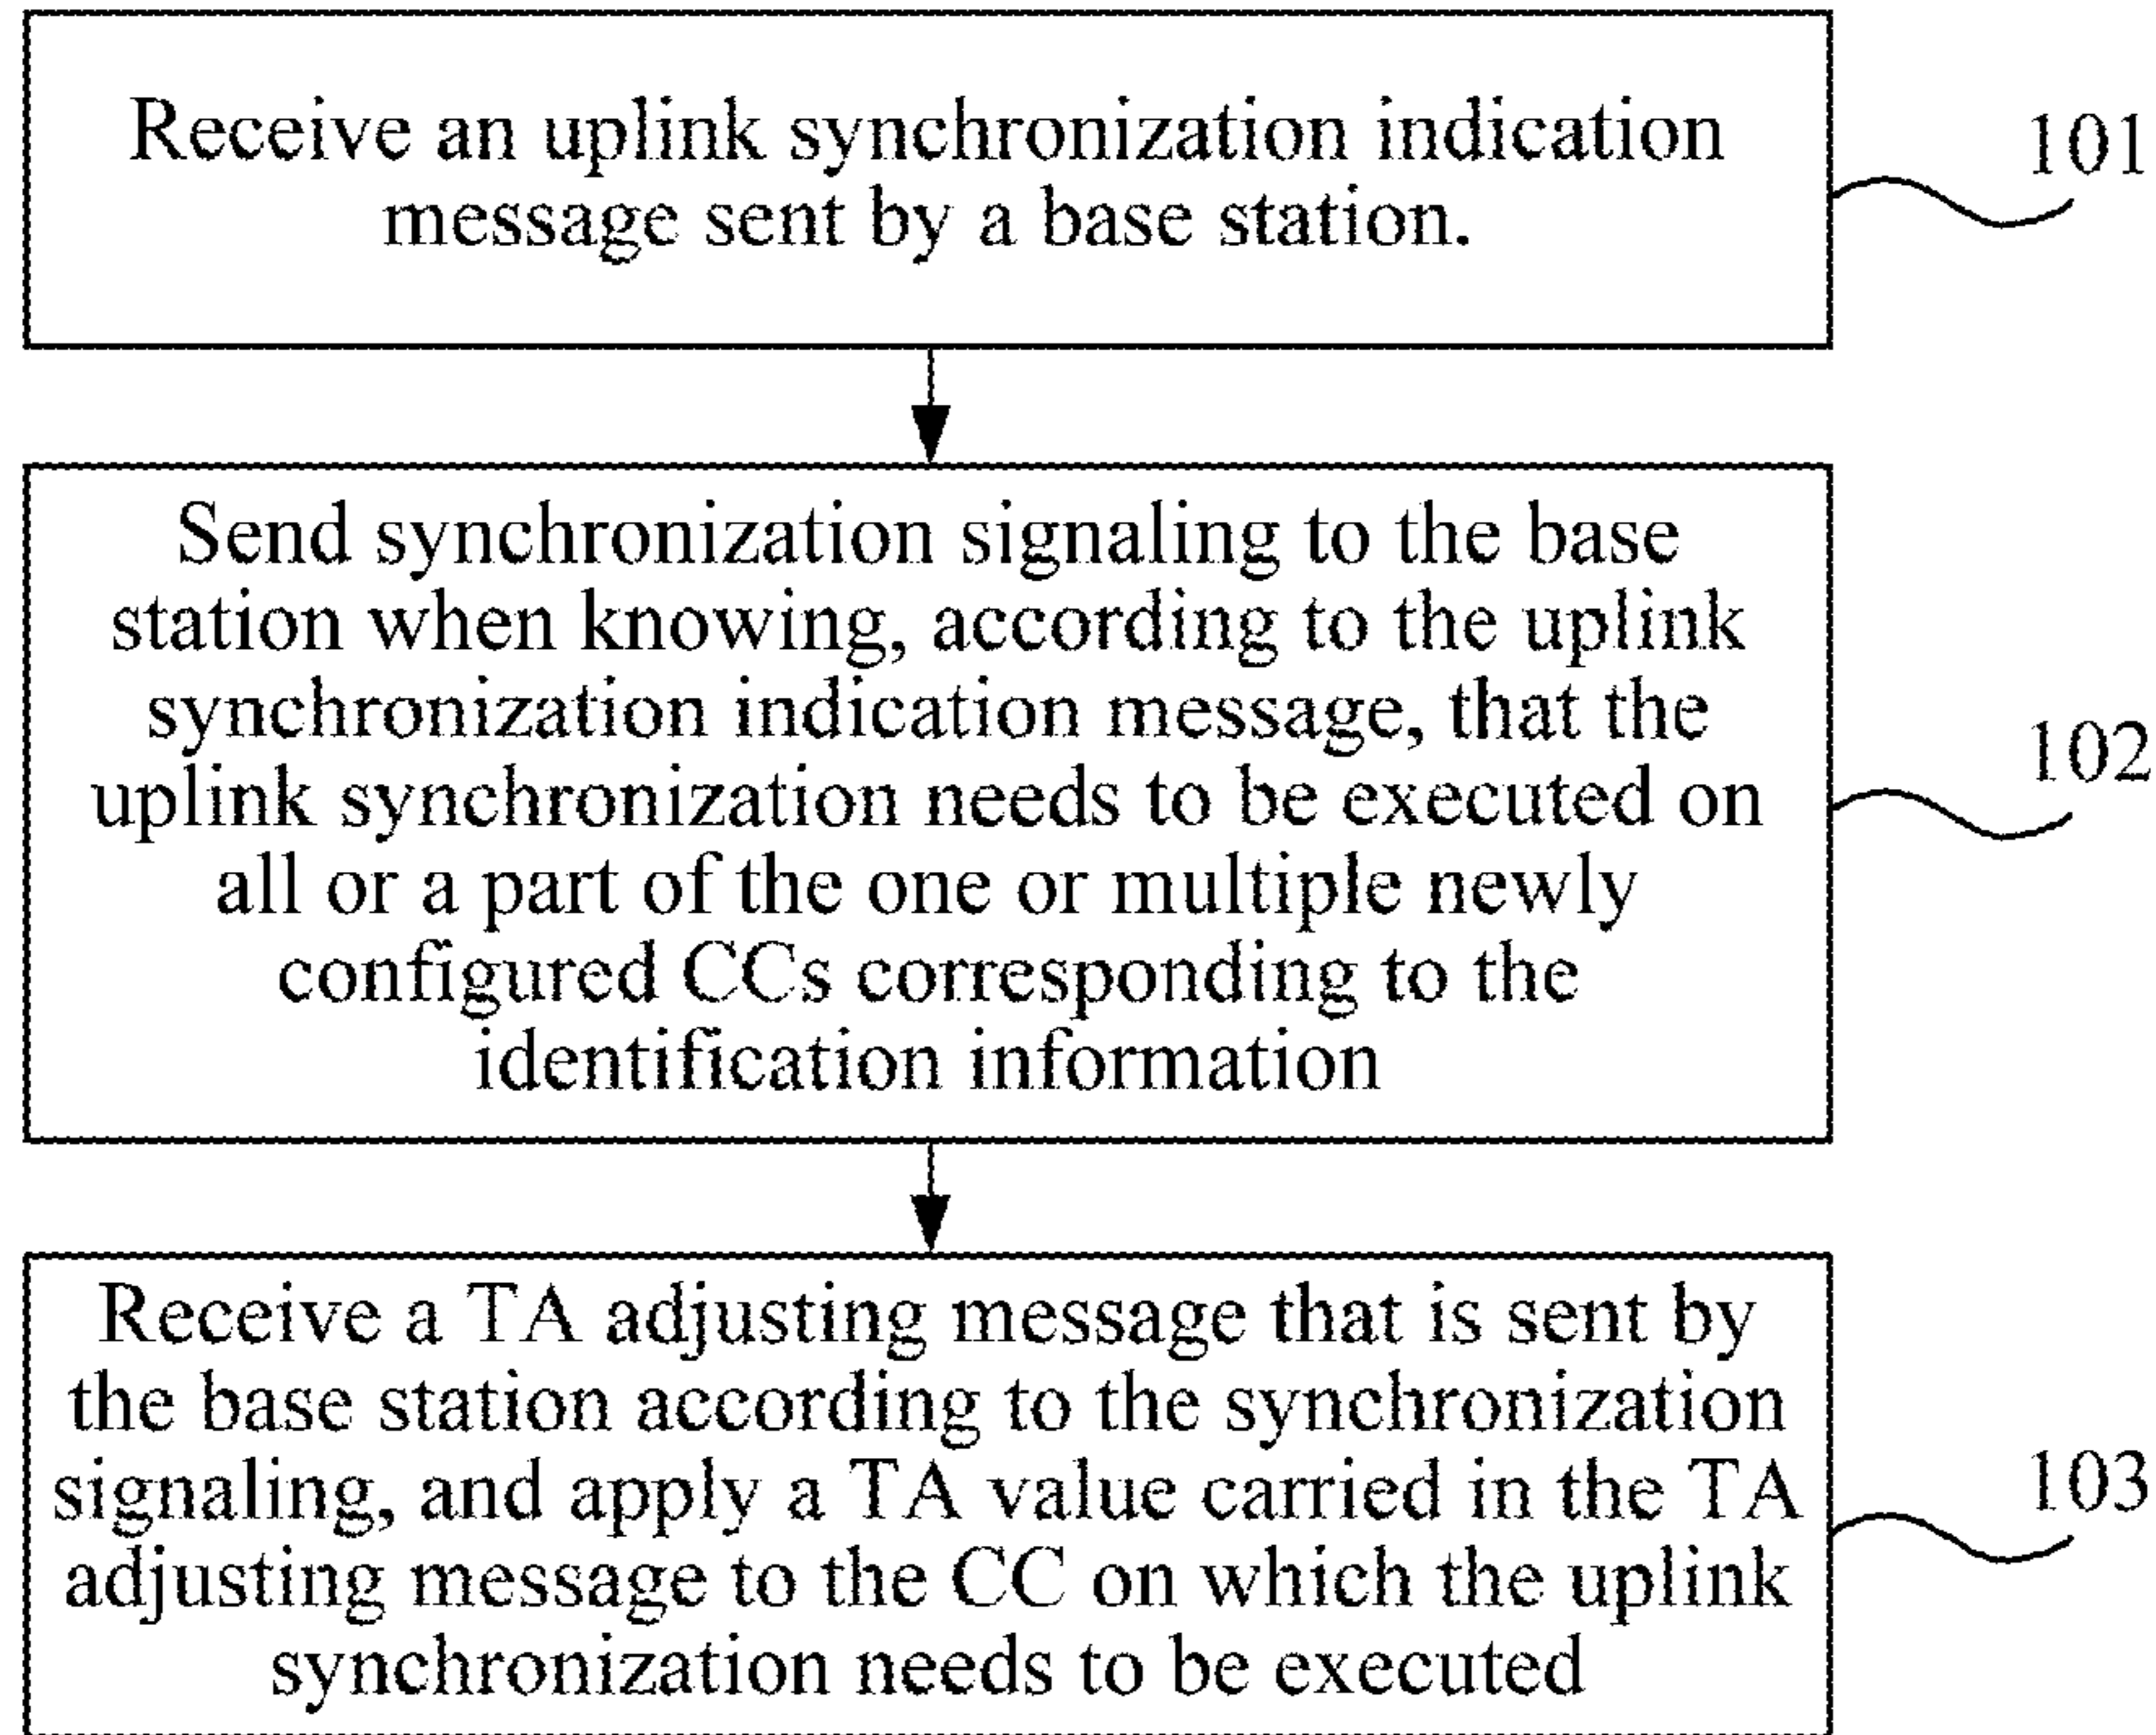 Receive an uplink synchronization indication
message sent by a base station.
101
Send synchronization signaling to the base
station when knowing, according to the uplink
synchronization indication message, that the
uplink synchronization needs to be executed on
all or a part of the one or multiple newly
configured CCs corresponding to the
identification information
102
Receive a TA adjusting message that is sent by
the base station according to the synchronization
signaling, and apply a TA value carried in the TA
adjusting message to the CC on which the uplink
synchronization needs to be executed
103